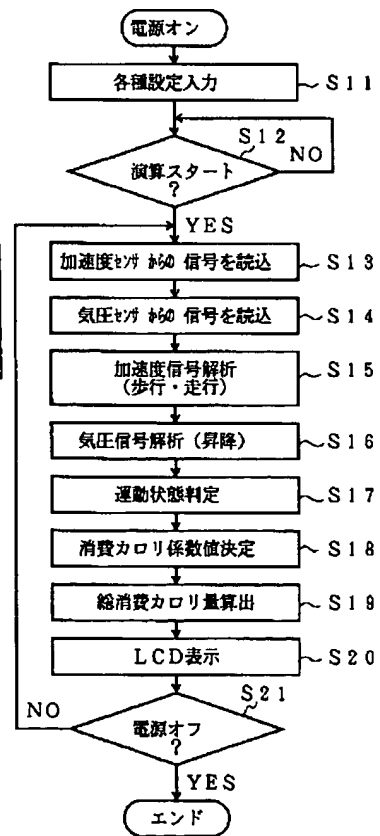 電源オン
各種設定入力
S11
S12
NO
演算スタート
?
YES
加速度ｾﾝｻ からの 信号を読込
S13
気圧ｾﾝｻ からの 信号を読込
S14
加速度信号解析
(歩行・走行)
S15
気圧信号解析 (昇降)
S16
運動状態判定
S17
消費カロリ係数値決定
S18
総消費カロリ量算出
S19
LCD表示
S20
S21
NO
電源オフ
?
YES
エンド